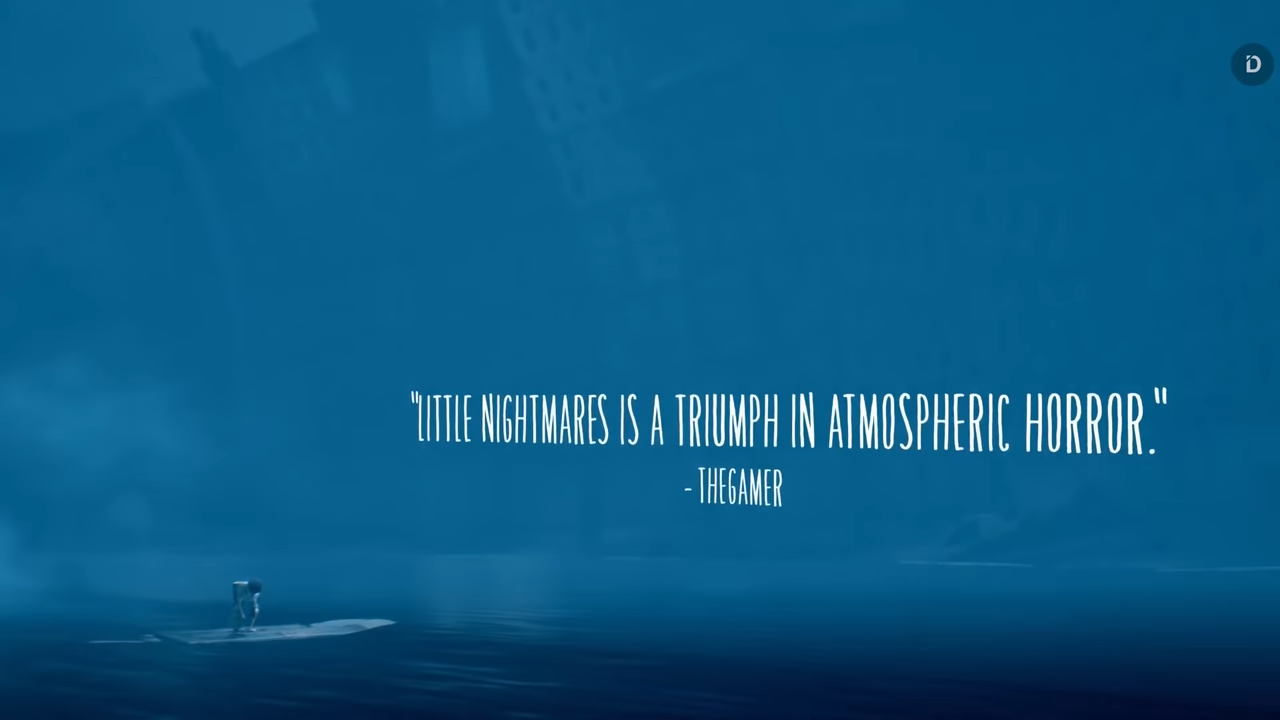 "LITTLE NIGHTMARES IS A TRIUMPH IN ATMOSPHERIC HORROR."
- THEGAMER
D